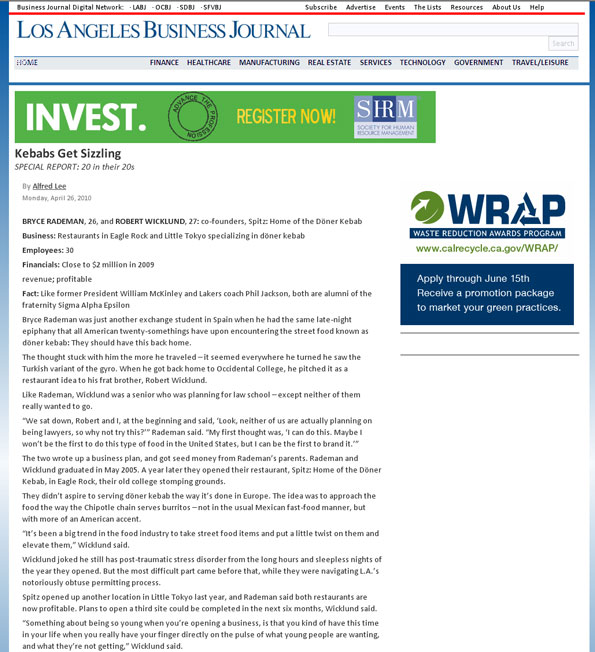 Business Journal Digital Network: · LABJ · OCBJ · SDBJ · SFVBJ Subscribe Advertise Events The Lists Resources About Us Help
LOS ANGELES BUSINESS JOURNAL
Search
HOME FINANCE HEALTHCARE MANUFACTURING REAL ESTATE SERVICES TECHNOLOGY GOVERNMENT TRAVEL/LEISURE
INVEST. ADVANCE THE PROFESSION REGISTER NOW! SHRM
SOCIETY FOR HUMAN
RESOURCE MANAGEMENT
Kebabs Get Sizzling
SPECIAL REPORT: 20 in their 20s
By Alfred Lee
Monday, April 26, 2010
BRYCE RADEMAN, 26, and ROBERT WICKLUND, 27: co-founders, Spitz: Home of the Döner Kebab
Business: Restaurants in Eagle Rock and Little Tokyo specializing in döner kebab
Employees: 30
Financials: Close to $2 million in 2009
revenue; profitable
Fact: Like former President William McKinley and Lakers coach Phil Jackson, both are alumni of the
fraternity Sigma Alpha Epsilon
Bryce Rademan was just another exchange student in Spain when he had the same late-night
epiphany that all American twenty-somethings have upon encountering the street food known as
döner kebab: They should have this back home.
The thought stuck with him the more he traveled – it seemed everywhere he turned he saw the
Turkish variant of the gyro. When he got back home to Occidental College, he pitched it as a
restaurant idea to his frat brother, Robert Wicklund.
Like Rademan, Wicklund was a senior who was planning for law school – except neither of them
really wanted to go.
“We sat down, Robert and I, at the beginning and said, ‘Look, neither of us are actually planning on
being lawyers, so why not try this?’” Rademan said. “My first thought was, ‘I can do this. Maybe I
won’t be the first to do this type of food in the United States, but I can be the first to brand it.’”
The two wrote up a business plan, and got seed money from Rademan’s parents. Rademan and
Wicklund graduated in May 2005. A year later they opened their restaurant, Spitz: Home of the Döner
Kebab, in Eagle Rock, their old college stomping grounds.
They didn’t aspire to serving döner kebab the way it’s done in Europe. The idea was to approach the
food the way the Chipotle chain serves burritos – not in the usual Mexican fast-food manner, but
with more of an American accent.
“It’s been a big trend in the food industry to take street food items and put a little twist on them and
elevate them,” Wicklund said.
Wicklund joked he still has post-traumatic stress disorder from the long hours and sleepless nights of
the year they opened. But the most difficult part came before that, while they were navigating L.A.’s
notoriously obtuse permitting process.
Spitz opened up another location in Little Tokyo last year, and Rademan said both restaurants are
now profitable. Plans to open a third site could be completed in the next six months, Wicklund said.
“Something about being so young when you’re opening a business, is that you kind of have this time
in your life when you really have your finger directly on the pulse of what young people are wanting,
and what they’re not getting,” Wicklund said.
WRAP
WASTE REDUCTION AWARDS PROGRAM
www.calrecycle.ca.gov/WRAP/
Apply through June 15th
Receive a promotion package
to market your green practices.